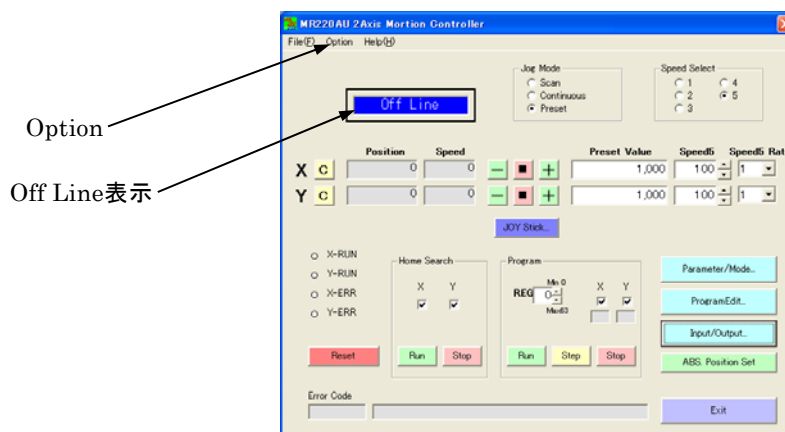 MR220AU 2Axis Mortion Controller
File(F) Option Help(H)
Jog Mode
Scan
Continuous
Preset
Speed Select
1 4
2 5
3
Off Line
Option
Off Line表示
Position Speed Preset Value Speed5 Speed5 Rat
X C 0 0 1,000 100 1
Y C 0 0 1,000 100 1
JOY Stick...
X-RUN
Y-RUN
X-ERR
Y-ERR
Home Search
X Y
Program
REG 0 Min 0 X Y
Max63
Parameter/Mode...
ProgramEdit...
Input/Output...
Reset Run Stop Run Step Stop ABS. Position Set
Error Code
Exit